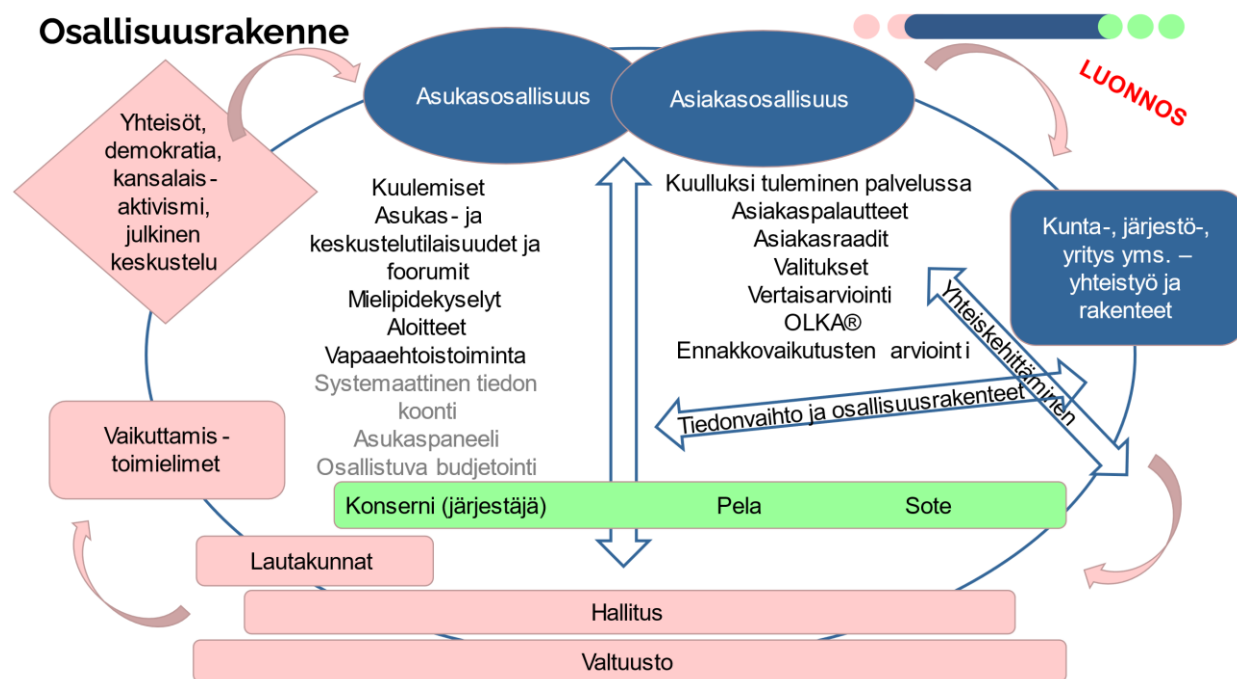 Osallisuusrakenne
LUONNOS
Asukasosallisuus
Asiakasosallisuus
Yhteisöt,
demokratia,
kansalais-
aktivismi,
julkinen
keskustelu
Kuulemiset
Asukas- ja
keskustelutilaisuudet ja
foorumit
Mielipidekyselyt
Aloitteet
Vapaaehtoistoiminta
Systemaattinen tiedon
koonti
Asukaspaneeli
Osallistuva budjetointi
Kuulluksi tuleminen palvelussa
Asiakaspalautteet
Asiakasraadit
Valitukset
Vertaisarviointi
OLKA®
Ennakkovaikutusten arviointi
Kunta-, järjestö-,
yritys yms. –
yhteistyö ja
rakenteet
Yhteiskehittäminen
Tiedonvaihto ja osallisuusrakenteet
Vaikuttamis-
toimielimet
Konserni (järjestäjä) Pela Sote
Lautakunnat
Hallitus
Valtuusto